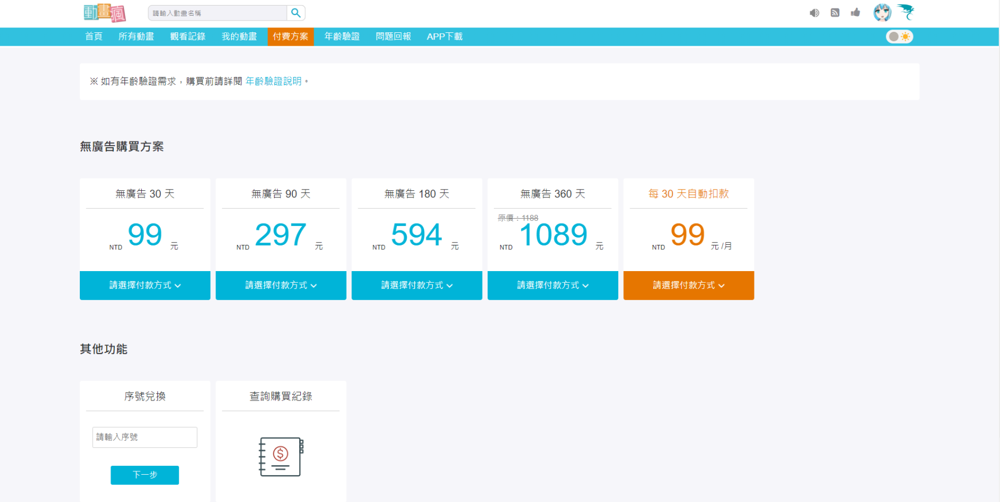 動畫瘋
請輸入動畫名稱
首頁 所有動畫 觀看記錄 我的動畫 付費方案 年齡驗證 問題回報 APP下載
※ 如有年齡驗證需求，購買前請詳閱 年齡驗證說明。
無廣告購買方案
無廣告 30 天
NTD 99 元
請選擇付款方式
無廣告 90 天
NTD 297 元
請選擇付款方式
無廣告 180 天
NTD 594 元
請選擇付款方式
無廣告 360 天
原價：1188
NTD 1089 元
請選擇付款方式
每 30 天自動扣款
NTD 99 元 /月
請選擇付款方式
其他功能
序號兌換
請輸入序號
下一步
查詢購買紀錄
$